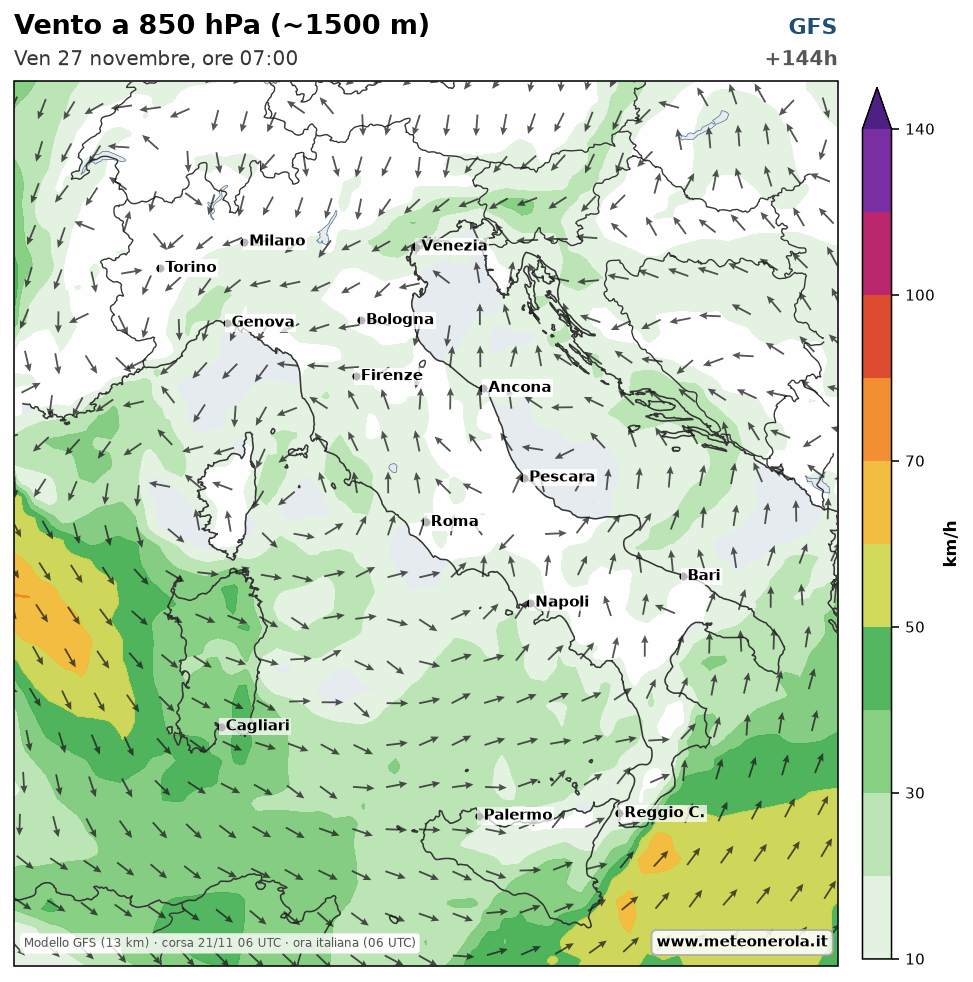 Vento a 850 hPa (~1500 m)
GFS
Ven 27 novembre, ore 07:00
+144h
140
100
70
50
30
10
km/h
Milano
Venezia
Torino
Genova
Bologna
Firenze
Ancona
Pescara
Roma
Bari
Napoli
Cagliari
Palermo
Reggio C.
Modello GFS (13 km) · corsa 21/11 06 UTC · ora italiana (06 UTC)
www.meteonerola.it